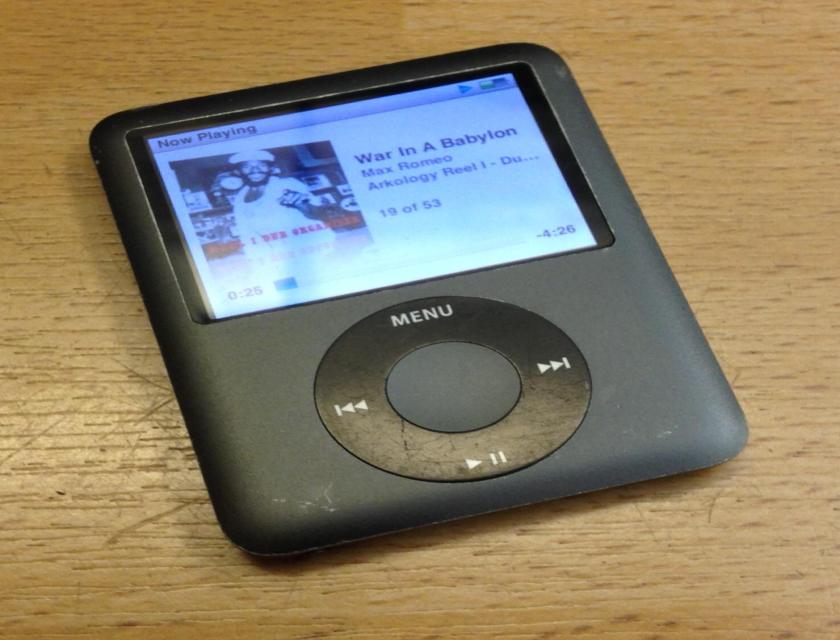 Now Playing
War In A Babylon
Max Romeo
Arkology Reel I - Du...
19 of 53
0:25
-4:26
MENU